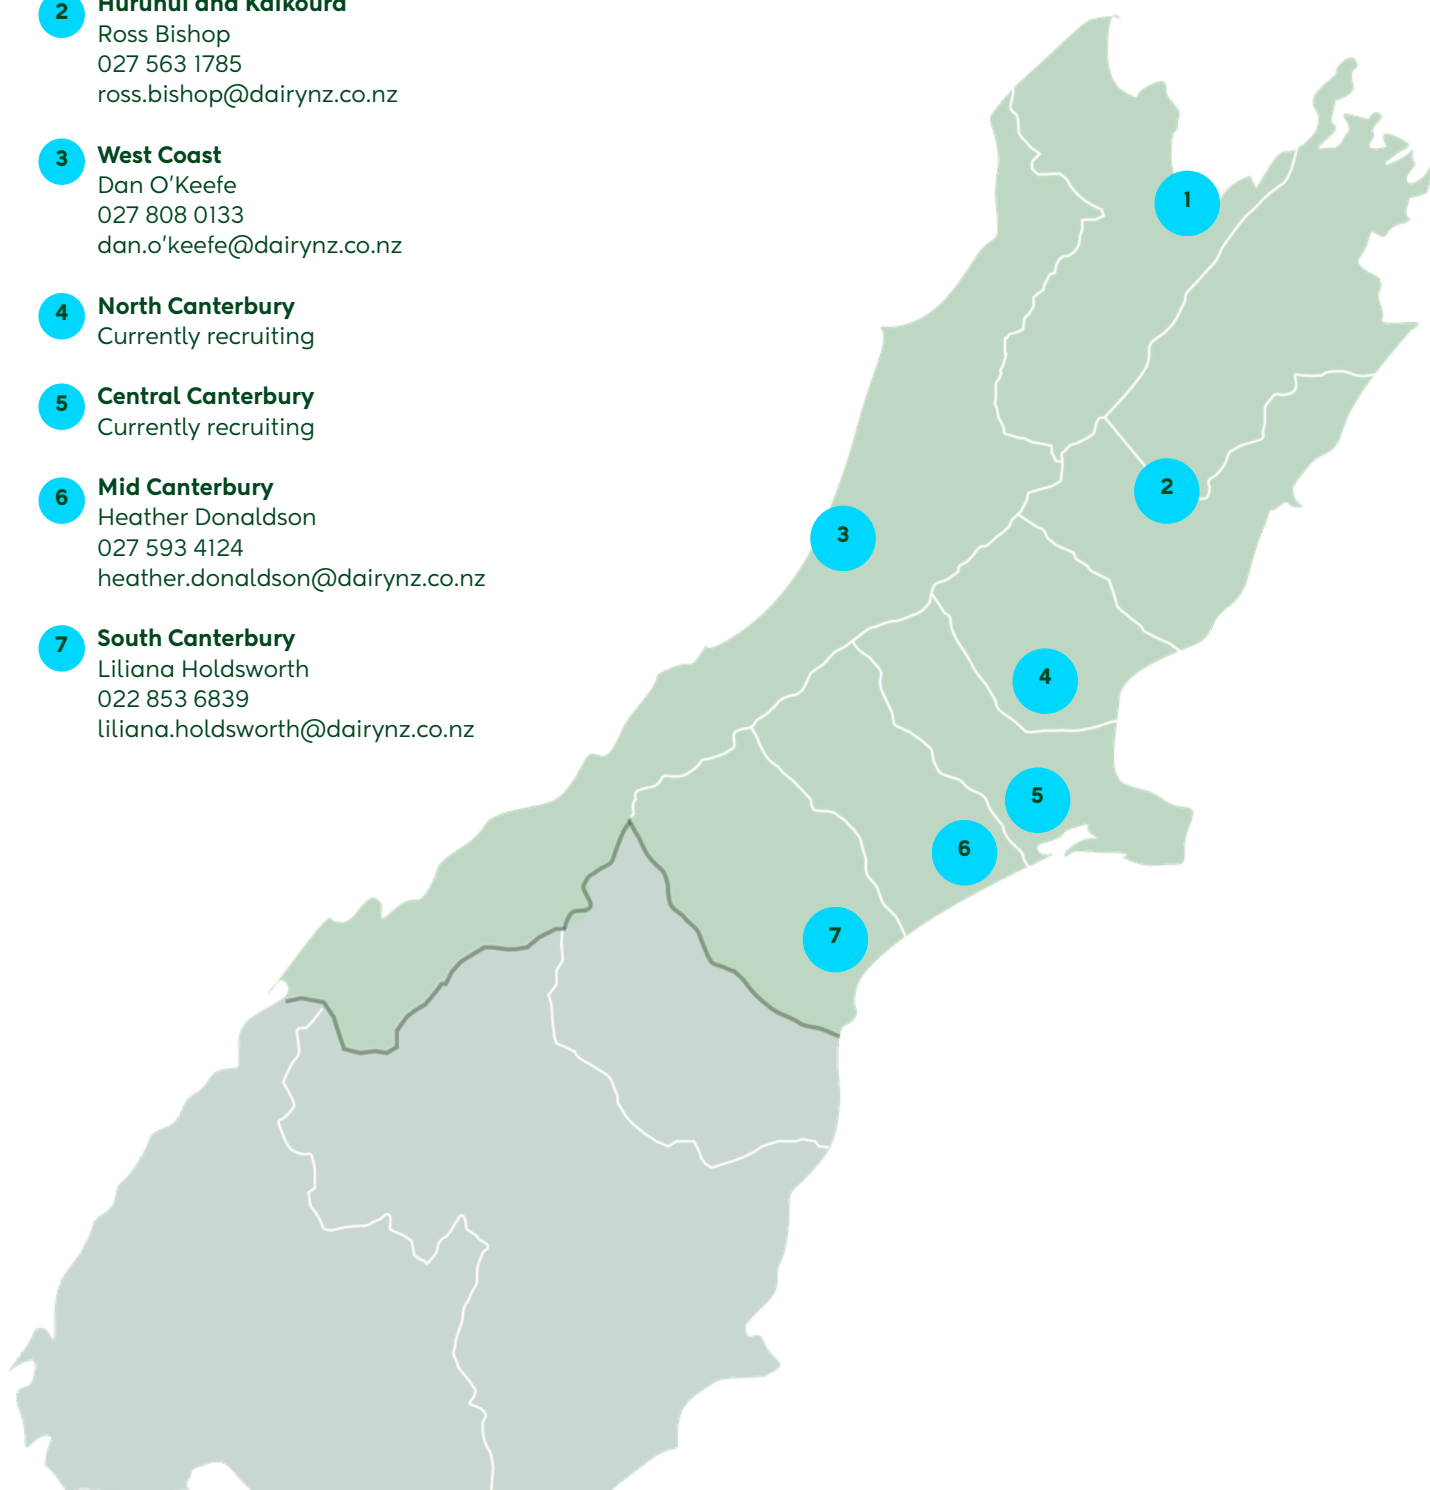 2
Hurunui and Kaikoura
Ross Bishop
027 563 1785
ross.bishop@dairynz.co.nz
3
West Coast
Dan O'Keefe
027 808 0133
dan.o'keefe@dairynz.co.nz
4
North Canterbury
Currently recruiting
5
Central Canterbury
Currently recruiting
6
Mid Canterbury
Heather Donaldson
027 593 4124
heather.donaldson@dairynz.co.nz
7
South Canterbury
Liliana Holdsworth
022 853 6839
liliana.holdsworth@dairynz.co.nz
1
2
3
4
5
6
7